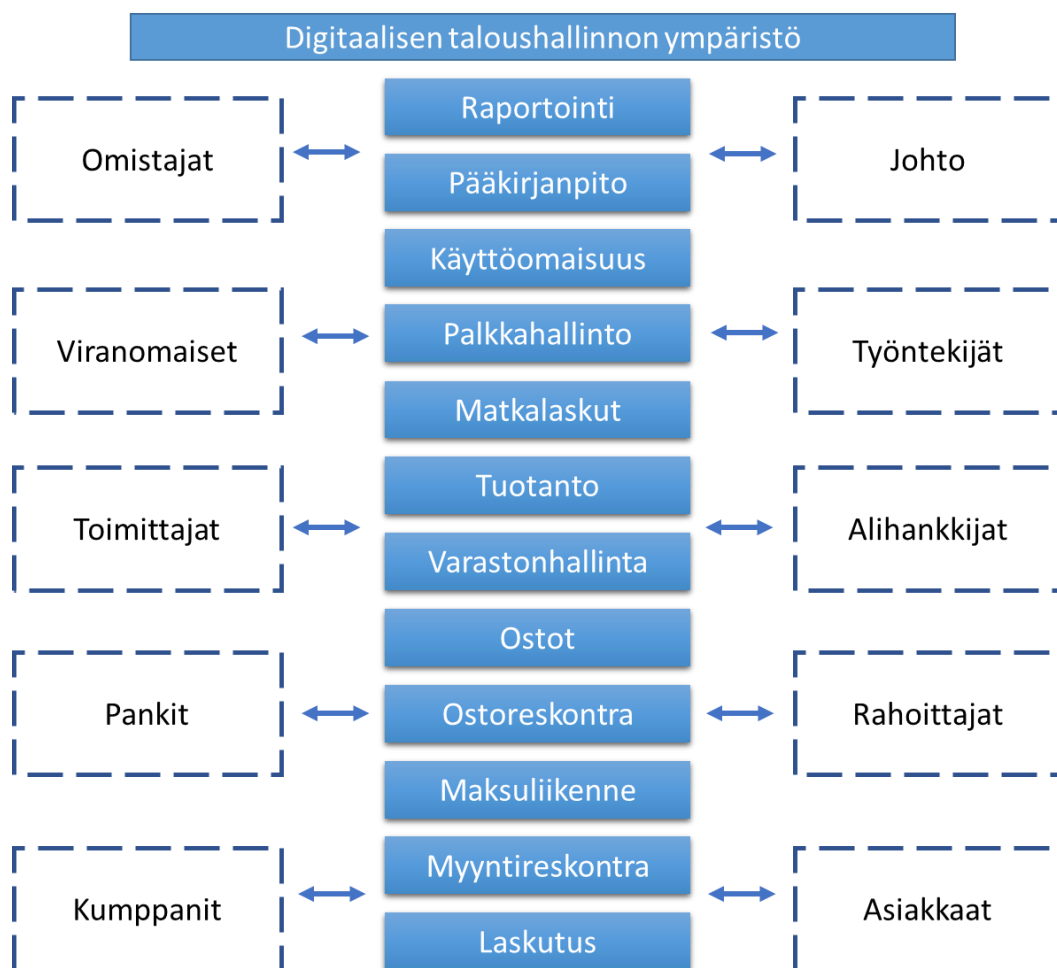 Digitaalisen taloushallinnon ympäristö
Raportointi
Omistajat
Johto
Pääkirjanpito
Käyttöomaisuus
Viranomaiset
Palkkahallinto
Työntekijät
Matkalaskut
Tuotanto
Toimittajat
Alihankkijat
Varastonhallinta
Ostot
Pankit
Ostoreskontra
Rahoittajat
Maksuliikenne
Myyntireskontra
Kumppanit
Asiakkaat
Laskutus